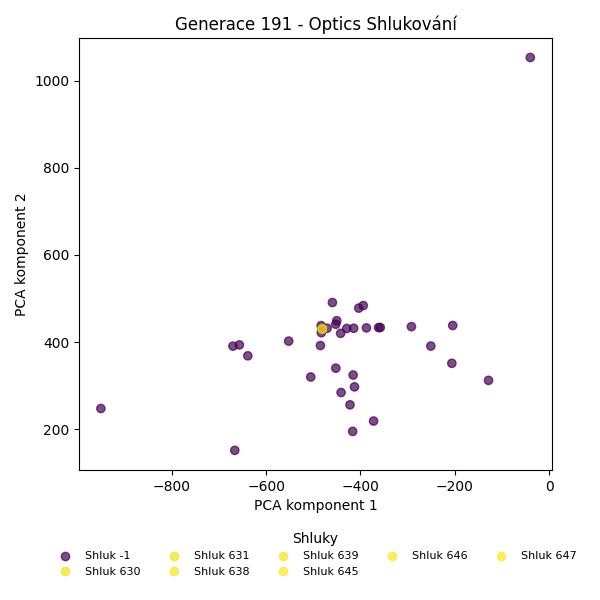 Generace 191 - Optics Shlukování
PCA komponent 2
1000
800
600
400
200
−800
−600
−400
−200
0
PCA komponent 1
Shluky
Shluk -1
Shluk 631
Shluk 639
Shluk 646
Shluk 647
Shluk 630
Shluk 638
Shluk 645